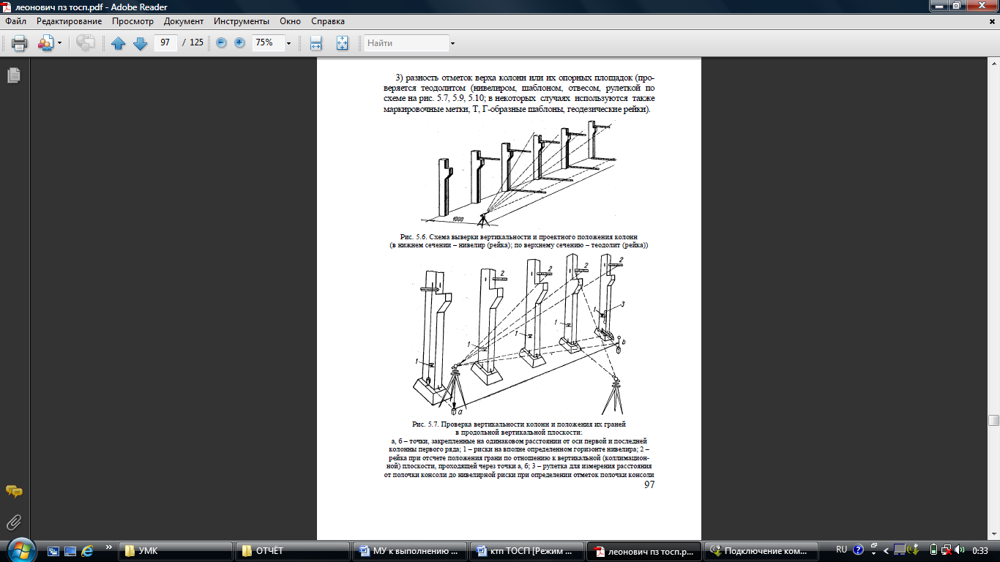 леонович пз тосп.pdf - Adobe Reader
Файл Редактирование Просмотр Документ Инструменты Окно Справка
97 / 125 75% Найти
3) разность отметок верха колонн или их опорных площадок (про-
веряется теодолитом (нивелиром, шаблоном, отвесом, рулеткой по
схеме на рис. 5.7, 5.9, 5.10; в некоторых случаях используются также
маркировочные метки, Т, Г-образные шаблоны, геодезические рейки).
1000
Рис. 5.6. Схема выверки вертикальности и проектного положения колонн
(в нижнем сечении – нивелир (рейка); по верхнему сечению – теодолит (рейка))
2
2
2
2
3
1
1
1
1
1
b
a
Рис. 5.7. Проверка вертикальности колонн и положения их граней
в продольной вертикальной плоскости:
а, б – точки, закрепленные на одинаковом расстоянии от оси первой и последней
колонны первого ряда; 1 – риски на вполне определенном горизонте нивелира; 2 –
рейка при отсчете положения грани по отношению к вертикальной (коллимацион-
ной) плоскости, проходящей через точки а, б; 3 – рулетка для измерения расстояния
от полочки консоли до нивелирной риски при определении отметок полочки консоли
97
УМК ОТЧЁТ МУ к выполнению ... ктп ТОСП [Режим ... леонович пз тосп.p... Подключение ком... RU 0:33